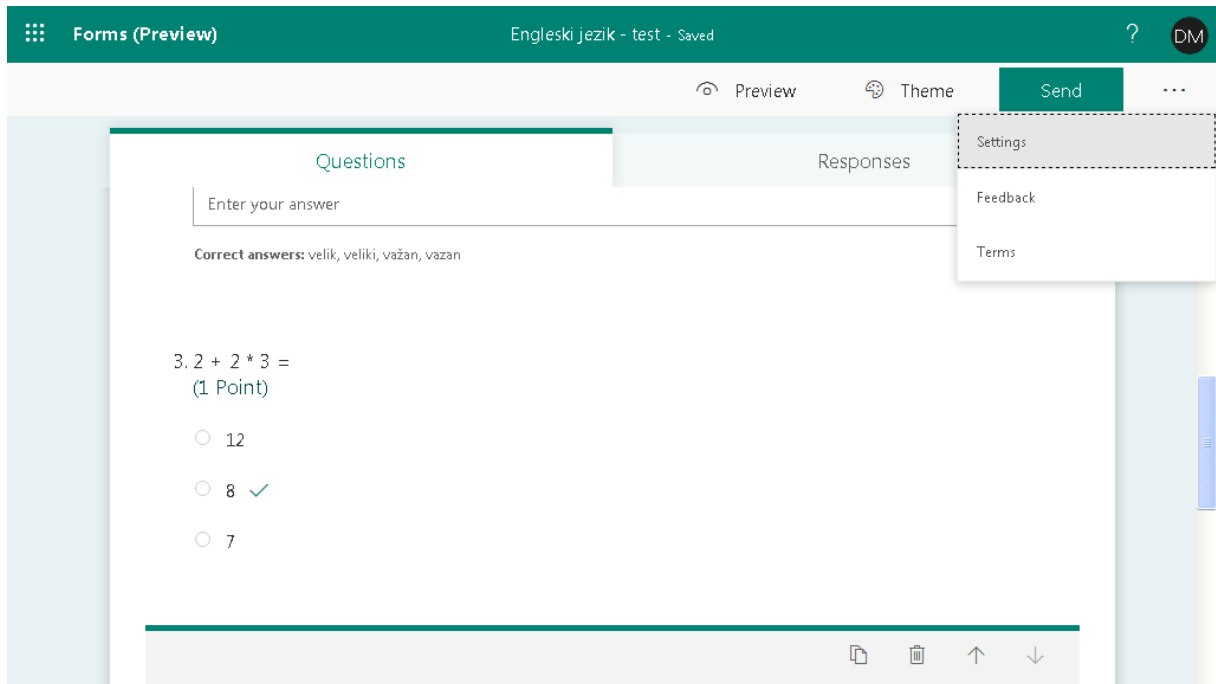 Forms (Preview)
Engleski jezik - test - Saved
?
DM
Preview
Theme
Send
...
Settings
Feedback
Terms
Questions
Responses
Enter your answer
Correct answers: velik, veliki, važan, vazan
3. 2 + 2 * 3 =
(1 Point)
12
8
7